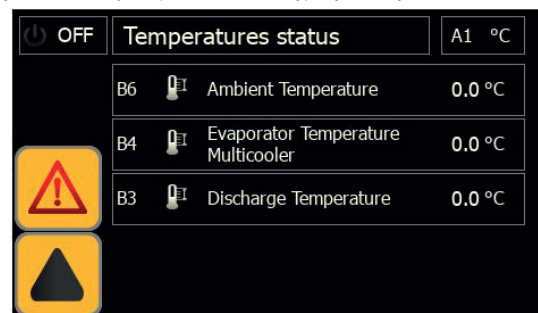 OFF
Temperatures status
A1 °C
B6 Ambient Temperature 0.0 °C
B4 Evaporator Temperature
Multicooler 0.0 °C
B3 Discharge Temperature 0.0 °C